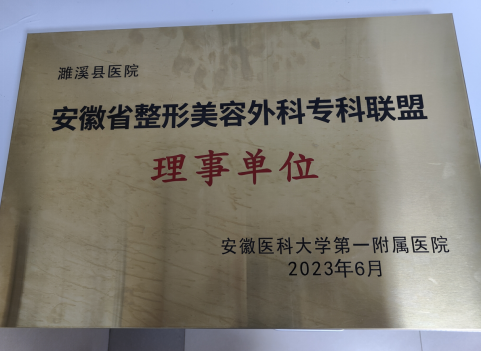 濉溪县医院
安徽省整形美容外科专科联盟
理事单位
安徽医科大学第一附属医院
2023年6月